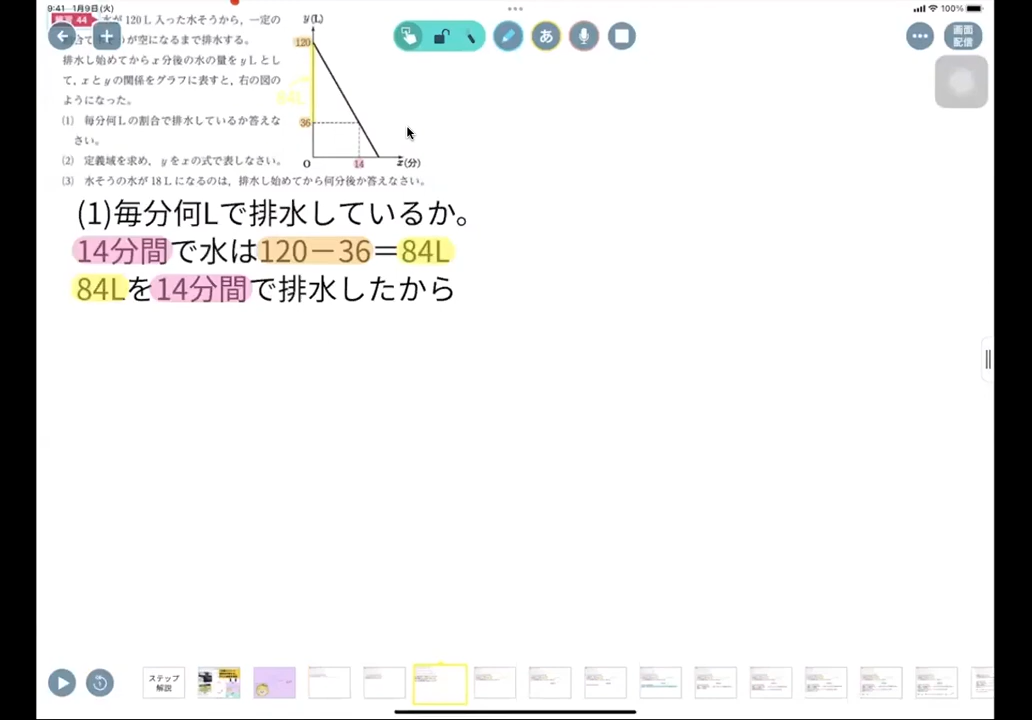 9:41 1月9日(火)
100%
練習 44 水が120L入った水そうから，一定の
が空になるまで排水する。
排水し始めてからx分後の水の量をyLとし
て，xとyの関係をグラフに表すと，右の図の
ようになった。
(1) 毎分何Lの割合で排水しているか答えな
さい。
(2) 定義域を求め，yをxの式で表しなさい。
(3) 水そうの水が18Lになるのは，排水し始めてから何分後か答えなさい。
y(L)
120
84L
36
O
14
x(分)
あ
画面
配信
(1)毎分何Lで排水しているか。
14分間で水は120－36＝84L
84Lを14分間で排水したから
ステップ
解説